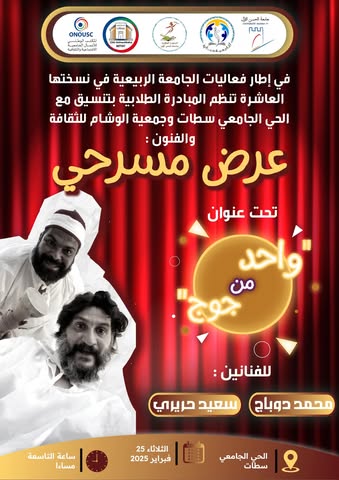 ONOUSC
في إطار فعاليات الجامعة الربيعية في نسختها
العاشرة تنظم المبادرة الطلابية بتنسيق مع
الحي الجامعي سطات وجمعية الوشام للثقافة
والفنون :
عرض مسرحي
تحت عنوان
"واحد
من
جوج"
للفنانين :
محمد دوباج
سعيد حريري
الحي الجامعي
سطات
الثلاثاء 25
فبراير 2025
ساعة التاسعة
مساءا